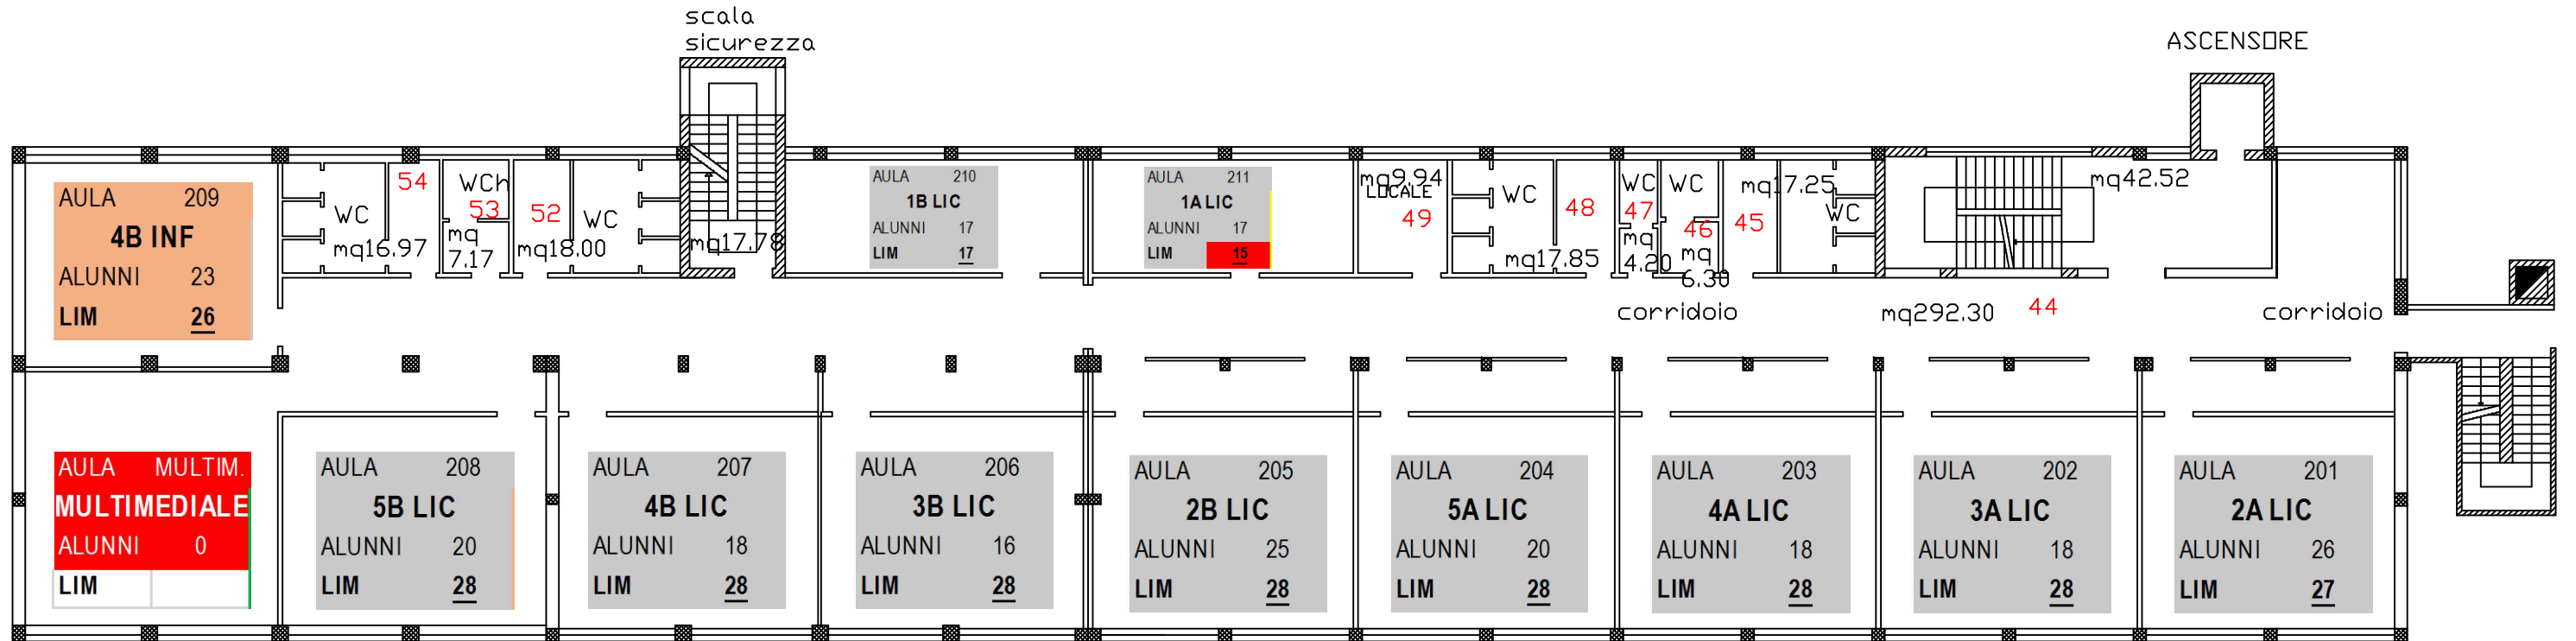 scala
sicurezza
ASCENSORE
AULA 209
4B INF
ALUNNI 23
LIM 26
WC
mq16.97
54
WCh
53
mq
7.17
52
WC
mq18.00
mq17.78
AULA 210
1B LIC
ALUNNI 17
LIM 17
AULA 211
1A LIC
ALUNNI 17
LIM 15
mq9.94
LOCALE
49
WC
48
mq17.85
WC
47
mq
4.20
WC
46
mq
6.30
mq17.25
45
WC
mq42.52
corridoio
mq292.30
44
corridoio
AULA MULTIM.
MULTIMEDIALE
ALUNNI 0
LIM
AULA 208
5B LIC
ALUNNI 20
LIM 28
AULA 207
4B LIC
ALUNNI 18
LIM 28
AULA 206
3B LIC
ALUNNI 16
LIM 28
AULA 205
2B LIC
ALUNNI 25
LIM 28
AULA 204
5A LIC
ALUNNI 20
LIM 28
AULA 203
4A LIC
ALUNNI 18
LIM 28
AULA 202
3A LIC
ALUNNI 18
LIM 28
AULA 201
2A LIC
ALUNNI 26
LIM 27